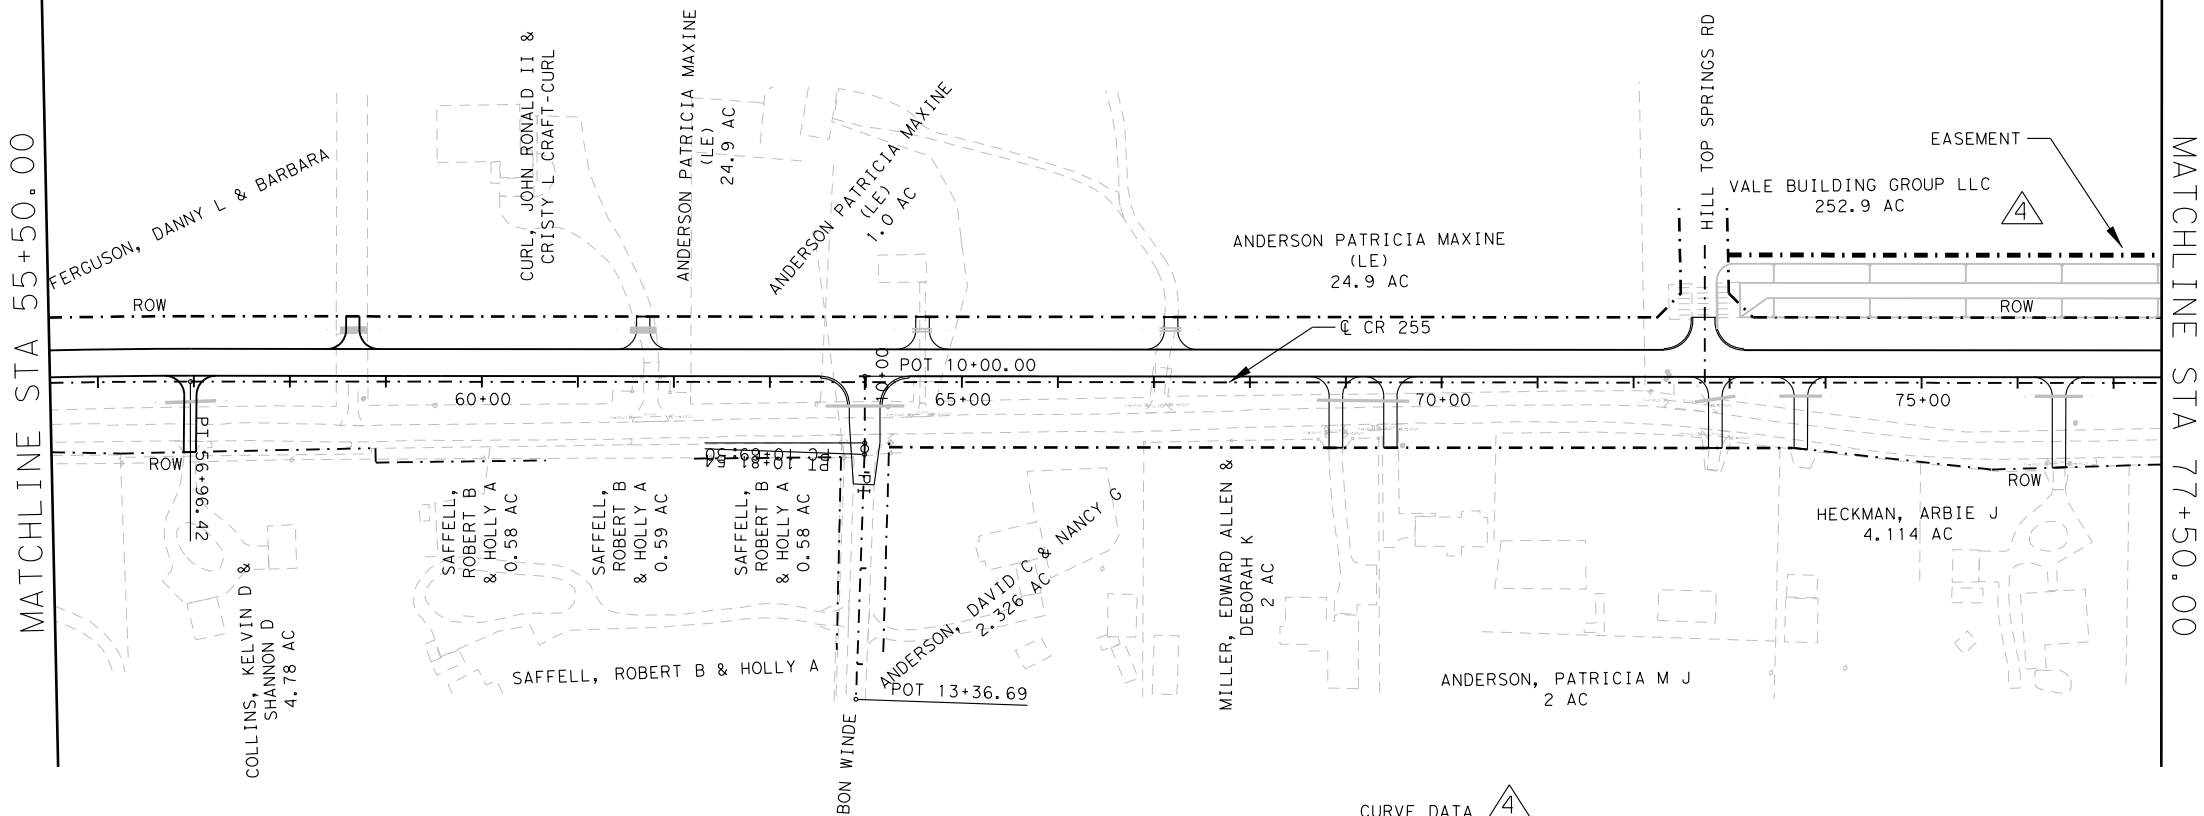 MATCHLINE STA 55+50.00
FERGUSON, DANNY L & BARBARA
CURL, JOHN RONALD II &
CRISTY L CRAFT-CURL
ANDERSON PATRICIA MAXINE
(LE)
24.9 AC
ANDERSON PATRICIA MAXINE
(LE)
1.0 AC
ANDERSON PATRICIA MAXINE
(LE)
24.9 AC
HILL TOP SPRINGS RD
EASEMENT
VALE BUILDING GROUP LLC
252.9 AC
4
MATCHLINE STA 77+50.00
ROW
ROW
℄ CR 255
POT 10+00.00
60+00
65+00
70+00
75+00
PI 56+96.42
ROW
PC 10+69.50
PI 10+81.54
PT
ROW
SAFFELL,
ROBERT B
& HOLLY A
0.58 AC
SAFFELL,
ROBERT B
& HOLLY A
0.59 AC
SAFFELL,
ROBERT B
& HOLLY A
0.58 AC
ANDERSON, DAVID C & NANCY G
2.326 AC
MILLER, EDWARD ALLEN &
DEBORAH K
2 AC
HECKMAN, ARBIE J
4.114 AC
COLLINS, KELVIN D &
SHANNON D
4.78 AC
SAFFELL, ROBERT B & HOLLY A
POT 13+36.69
ANDERSON, PATRICIA M J
2 AC
BON WINDE
CURVE DATA
4